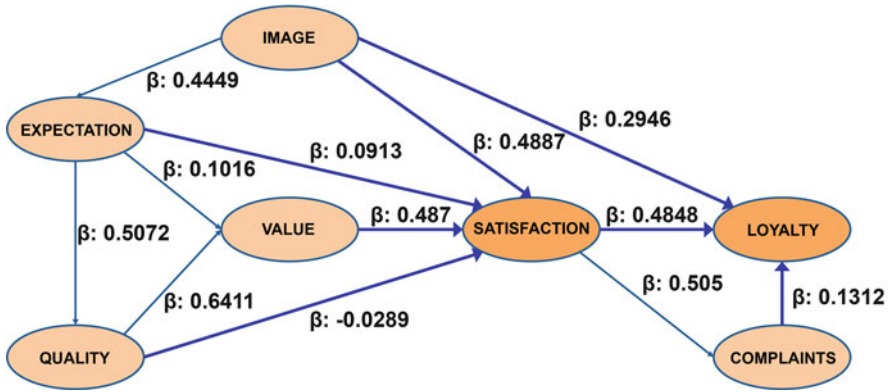 IMAGE
β: 0.4449
EXPECTATION
β: 0.2946
β: 0.4887
β: 0.0913
β: 0.1016
β: 0.5072
VALUE
β: 0.487
SATISFACTION
β: 0.4848
LOYALTY
β: 0.6411
β: -0.0289
β: 0.505
β: 0.1312
QUALITY
COMPLAINTS